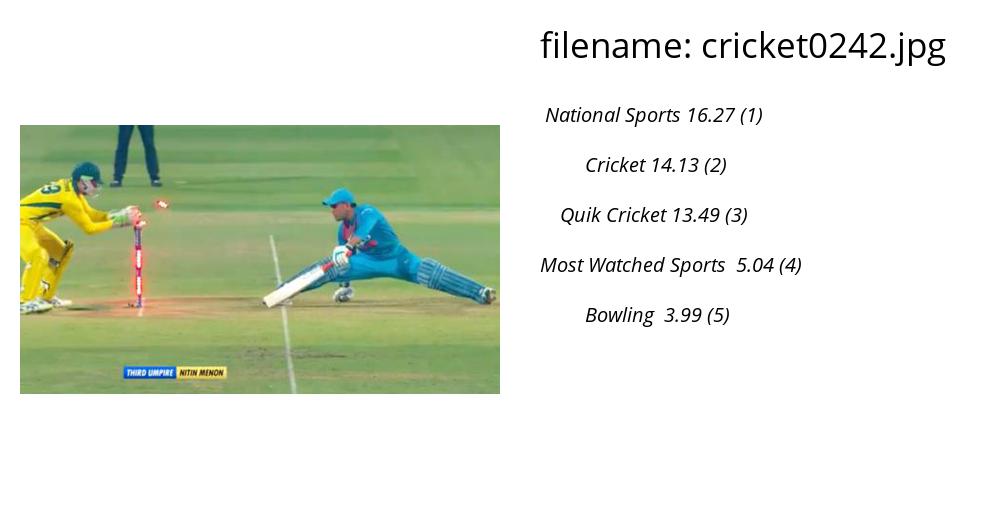 filename: cricket0242.jpg
National Sports 16.27 (1)
Cricket 14.13 (2)
Quik Cricket 13.49 (3)
Most Watched Sports 5.04 (4)
Bowling 3.99 (5)
THIRD UMPIRE NITIN MENON